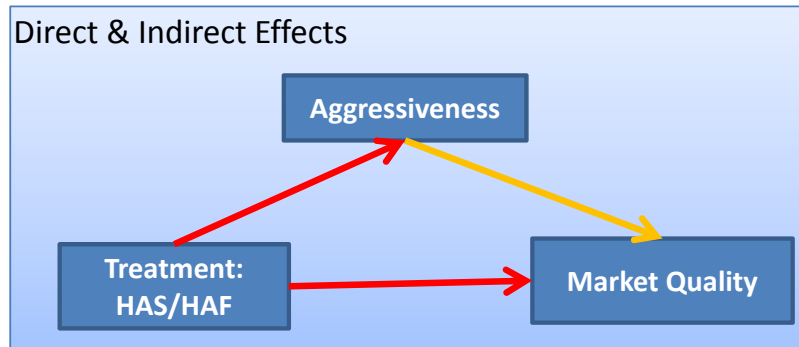 Direct & Indirect Effects
Aggressiveness
Treatment:
HAS/HAF
Market Quality